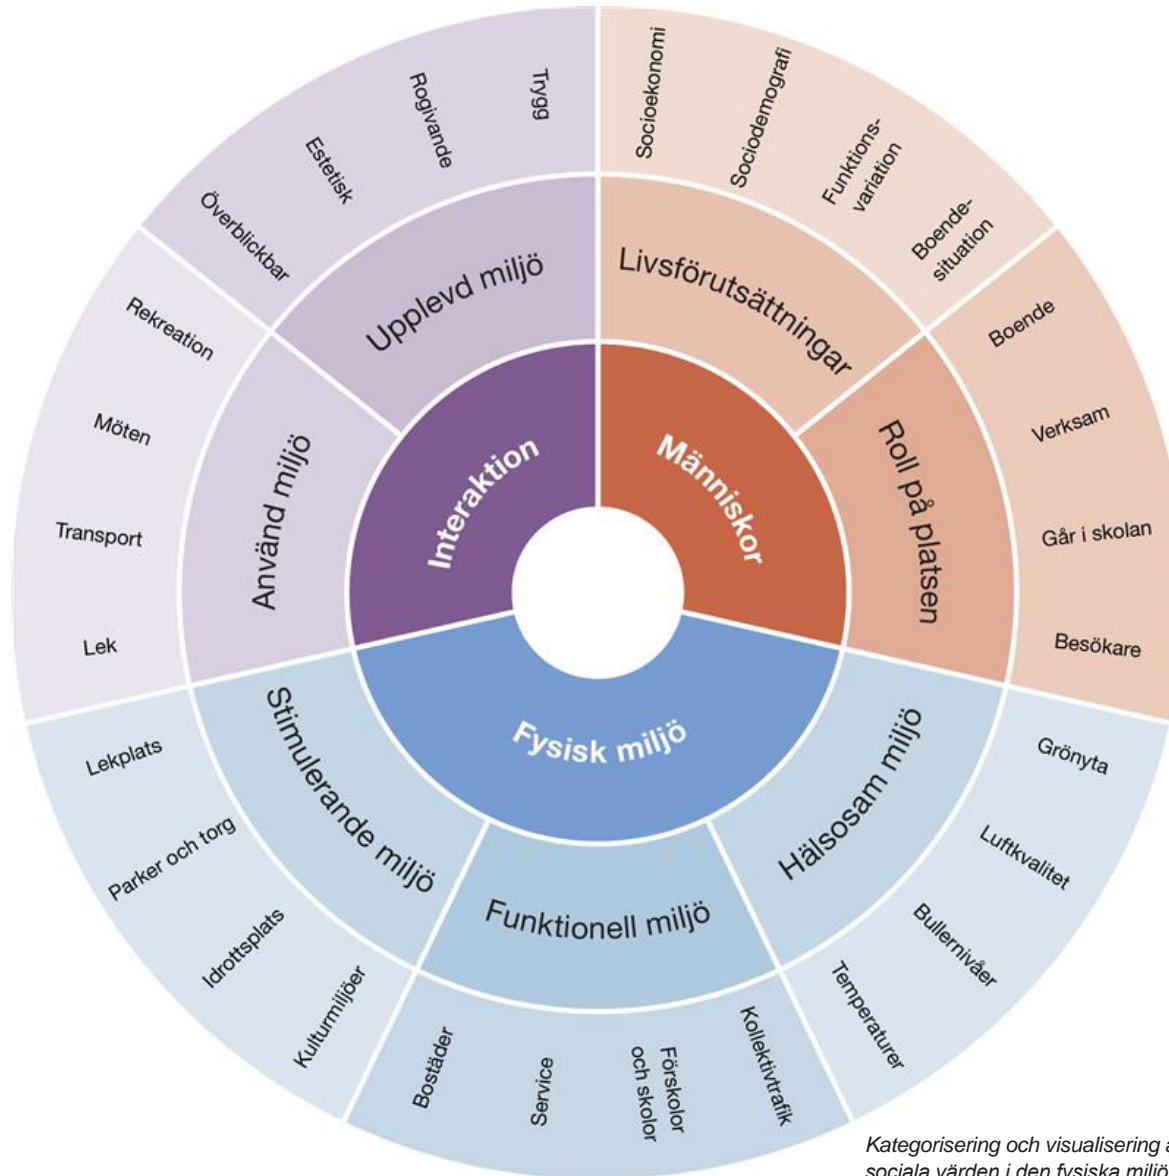 Interaktion
Människor
Fysisk miljö
Upplevd miljö
Trygg
Rogivande
Estetisk
Överblickbar
Använd miljö
Rekreation
Möten
Transport
Lek
Livsförutsättningar
Socioekonomi
Sociodemografi
Funktions-
variation
Boende-
situation
Roll på platsen
Boende
Verksam
Går i skolan
Besökare
Hälsosam miljö
Grönyta
Luftkvalitet
Bullernivåer
Temperaturer
Funktionell miljö
Kollektivtrafik
Förskolor
och skolor
Service
Bostäder
Stimulerande miljö
Kulturmiljöer
Idrottsplats
Parker och torg
Lekplats
Kategorisering och visualisering
sociala värden i den fysiska